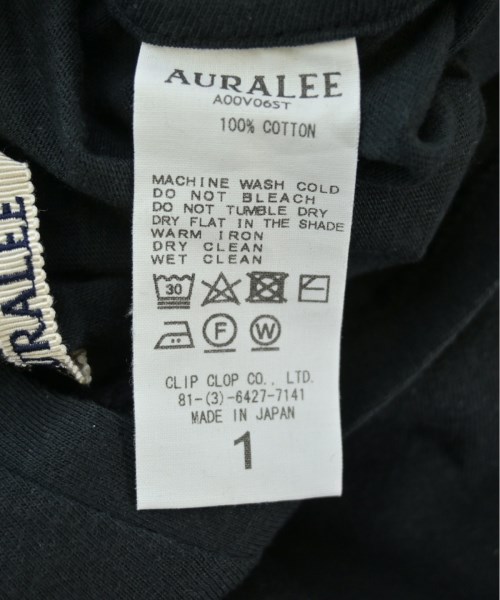 AURALEE
A00V06ST
100% COTTON
MACHINE WASH COLD
DO NOT BLEACH
DO NOT TUMBLE DRY
DRY FLAT IN THE SHADE
WARM IRON
DRY CLEAN
WET CLEAN
30
F W
CLIP CLOP CO., LTD.
81-(3)-6427-7141
MADE IN JAPAN
1
URALEE